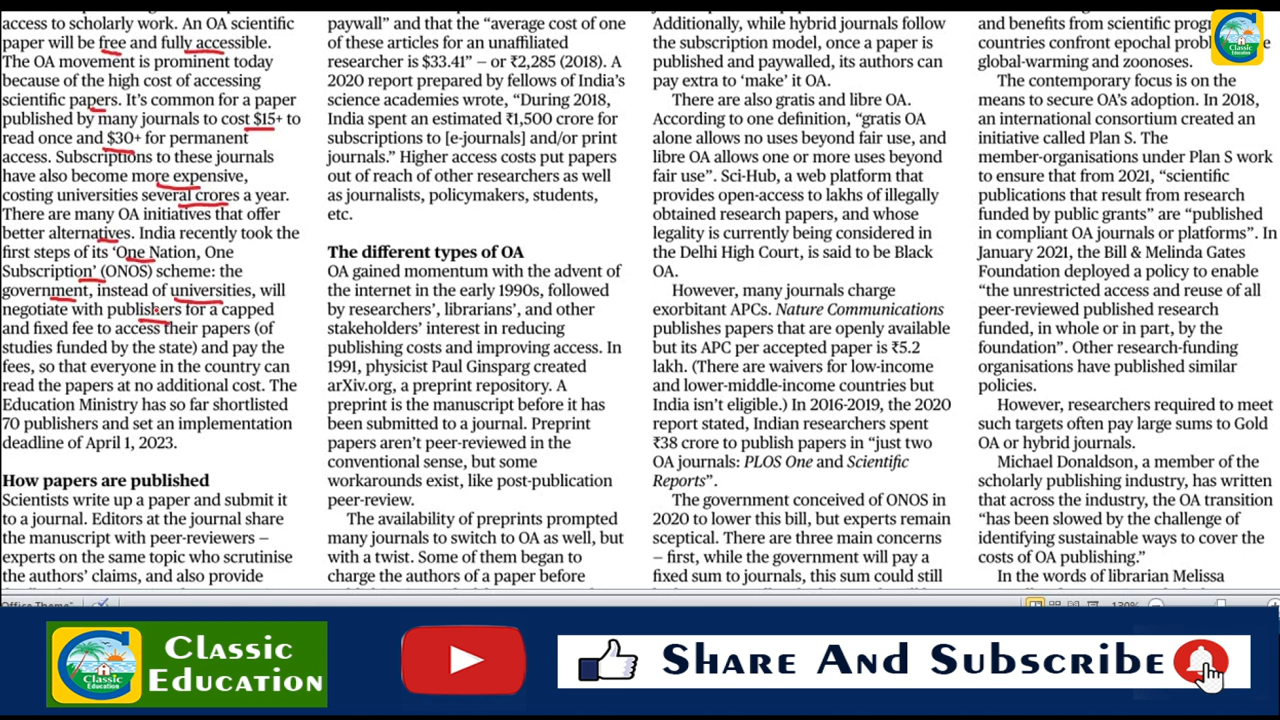 access to scholarly work. An OA scientific
paper will be free and fully accessible.
The OA movement is prominent today
because of the high cost of accessing
scientific papers. It's common for a paper
published by many journals to cost $15+ to
read once and $30+ for permanent
access. Subscriptions to these journals
have also become more expensive,
costing universities several crores a year.
There are many OA initiatives that offer
better alternatives. India recently took the
first steps of its ‘One Nation, One
Subscription’ (ONOS) scheme: the
government, instead of universities, will
negotiate with publishers for a capped
and fixed fee to access their papers (of
studies funded by the state) and pay the
fees, so that everyone in the country can
read the papers at no additional cost. The
Education Ministry has so far shortlisted
70 publishers and set an implementation
deadline of April 1, 2023.
How papers are published
Scientists write up a paper and submit it
to a journal. Editors at the journal share
the manuscript with peer-reviewers —
experts on the same topic who scrutinise
the authors’ claims, and also provide
paywall” and that the “average cost of one
of these articles for an unaffiliated
researcher is $33.41” — or ₹2,285 (2018). A
2020 report prepared by fellows of India’s
science academies wrote, “During 2018,
India spent an estimated ₹1,500 crore for
subscriptions to [e-journals] and/or print
journals.” Higher access costs put papers
out of reach of other researchers as well
as journalists, policymakers, students,
etc.
The different types of OA
OA gained momentum with the advent of
the internet in the early 1990s, followed
by researchers’, librarians’, and other
stakeholders’ interest in reducing
publishing costs and improving access. In
1991, physicist Paul Ginsparg created
arXiv.org, a preprint repository. A
preprint is the manuscript before it has
been submitted to a journal. Preprint
papers aren’t peer-reviewed in the
conventional sense, but some
workarounds exist, like post-publication
peer-review.
The availability of preprints prompted
many journals to switch to OA as well, but
with a twist. Some of them began to
charge the authors of a paper before
Additionally, while hybrid journals follow
the subscription model, once a paper is
published and paywalled, its authors can
pay extra to ‘make’ it OA.
There are also gratis and libre OA.
According to one definition, “gratis OA
alone allows no uses beyond fair use, and
libre OA allows one or more uses beyond
fair use”. Sci-Hub, a web platform that
provides open-access to lakhs of illegally
obtained research papers, and whose
legality is currently being considered in
the Delhi High Court, is said to be Black
OA.
However, many journals charge
exorbitant APCs. Nature Communications
publishes papers that are openly available
but its APC per accepted paper is ₹5.2
lakh. (There are waivers for low-income
and lower-middle-income countries but
India isn’t eligible.) In 2016-2019, the 2020
report stated, Indian researchers spent
₹38 crore to publish papers in “just two
OA journals: PLOS One and Scientific
Reports”.
The government conceived of ONOS in
2020 to lower this bill, but experts remain
sceptical. There are three main concerns
— first, while the government will pay a
fixed sum to journals, this sum could still
and benefits from scientific
countries confront epochal
global-warming and zoonoses.
The contemporary focus is on the
means to secure OA’s adoption. In 2018,
an international consortium created an
initiative called Plan S. The
member-organisations under Plan S work
to ensure that from 2021, “scientific
publications that result from research
funded by public grants” are “published
in compliant OA journals or platforms”. In
January 2021, the Bill & Melinda Gates
Foundation deployed a policy to enable
“the unrestricted access and reuse of all
peer-reviewed published research
funded, in whole or in part, by the
foundation”. Other research-funding
organisations have published similar
policies.
However, researchers required to meet
such targets often pay large sums to Gold
OA or hybrid journals.
Michael Donaldson, a member of the
scholarly publishing industry, has written
that across the industry, the OA transition
“has been slowed by the challenge of
identifying sustainable ways to cover the
costs of OA publishing.”
In the words of librarian Melissa
Classic
Education
130%
Classic
Education
Classic
Education
Share And Subscribe